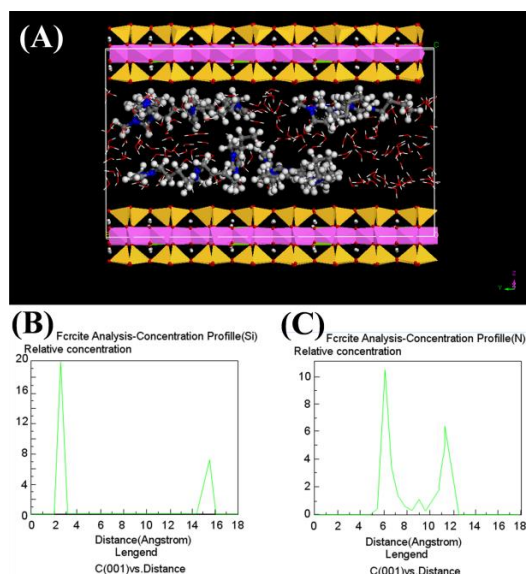 (A)
(B)
Fcrcite Analysis-Concentration Profille(Si)
Relative concentration
20
16
12
8
4
0
0 2 4 6 8 10 12 14 16 18
Distance(Angstrom)
Lengend
C(001)vs.Distance
(C)
Fcrcite Analysis-Concentration Profille(N)
Relative concentration
10
8
6
4
2
0
0 2 4 6 8 10 12 14 16 18
Distance(Angstrom)
Lengend
C(001)vs.Distance